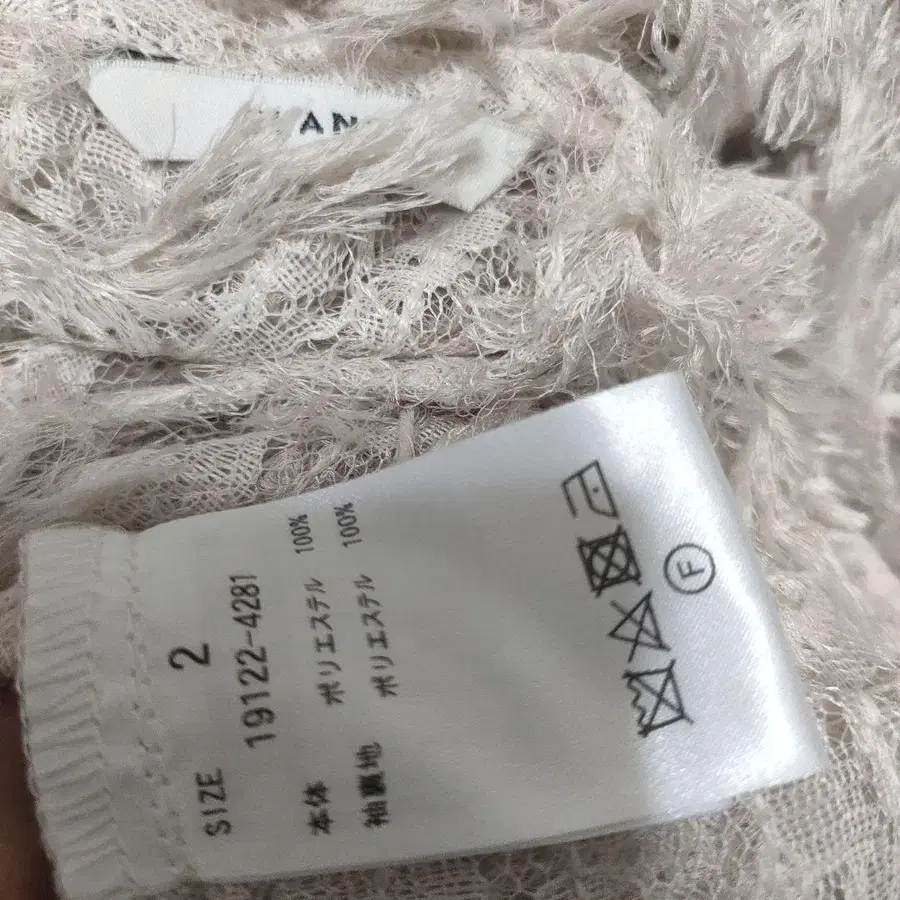 AN
SIZE 2
19122-4281
本体 ポリエステル 100%
袖裏地 ポリエステル 100%
F